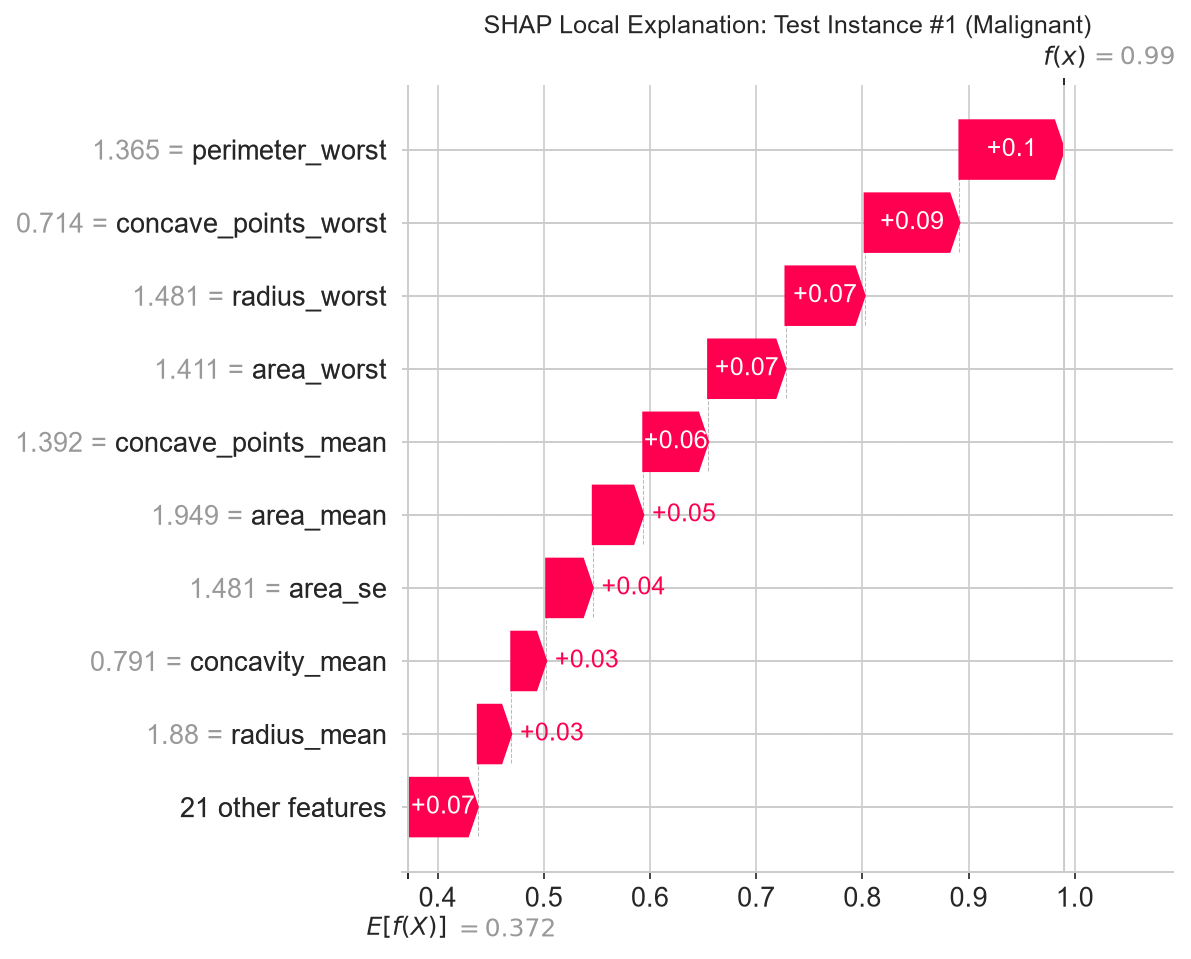 SHAP Local Explanation: Test Instance #1 (Malignant)
f(x) = 0.99
1.365 = perimeter_worst +0.1
0.714 = concave_points_worst +0.09
1.481 = radius_worst +0.07
1.411 = area_worst +0.07
1.392 = concave_points_mean +0.06
1.949 = area_mean +0.05
1.481 = area_se +0.04
0.791 = concavity_mean +0.03
1.88 = radius_mean +0.03
21 other features +0.07
0.4 0.5 0.6 0.7 0.8 0.9 1.0
E[f(X)] = 0.372